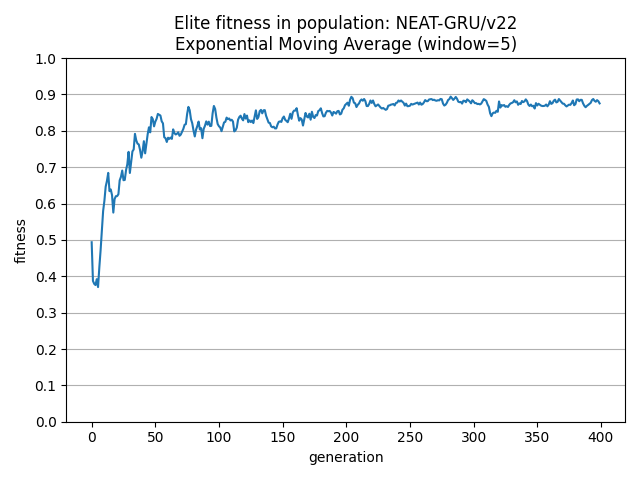 Elite fitness in population: NEAT-GRU/v22
Exponential Moving Average (window=5)
fitness
1.0
0.9
0.8
0.7
0.6
0.5
0.4
0.3
0.2
0.1
0.0
0 50 100 150 200 250 300 350 400
generation